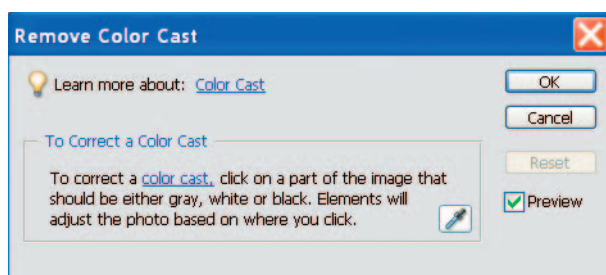 Remove Color Cast
Learn more about: Color Cast
OK
Cancel
To Correct a Color Cast
Reset
To correct a color cast, click on a part of the image that
should be either gray, white or black. Elements will
adjust the photo based on where you click.
Preview